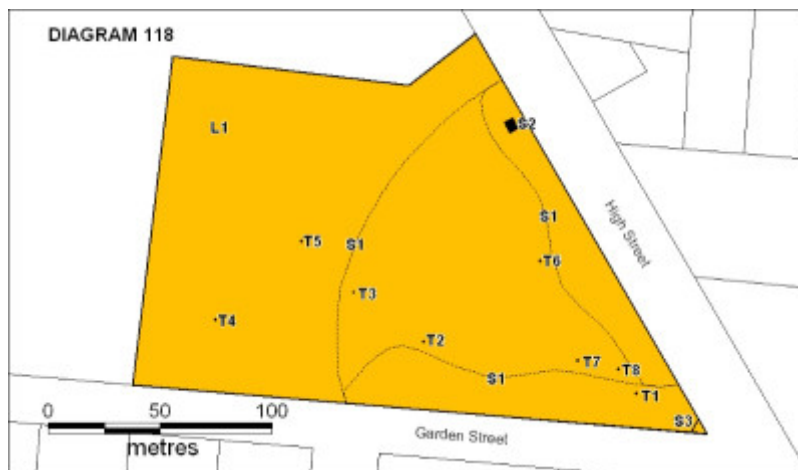 DIAGRAM 118
L1
S2
S1
High Street
T5
S1
T6
T3
T4
T2
T7
T8
S1
T1
S3
0 50 100
metres
Garden Street